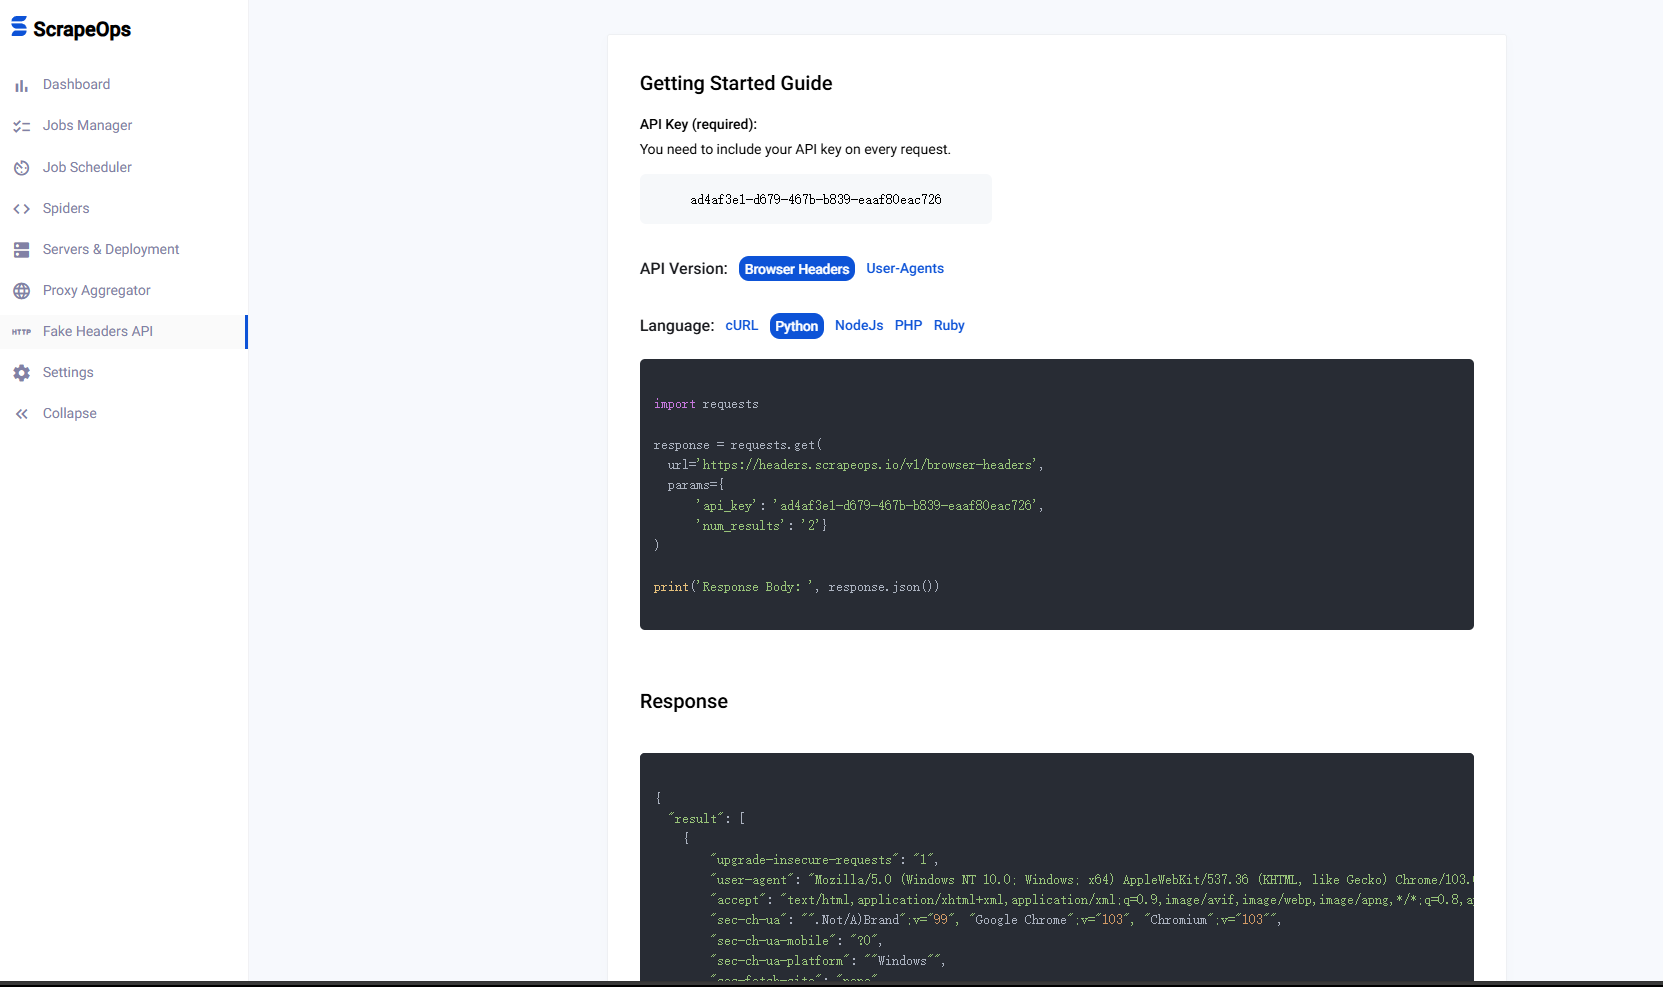 ScrapeOps
Dashboard
Jobs Manager
Job Scheduler
Spiders
Servers & Deployment
Proxy Aggregator
HTTP Fake Headers API
Settings
Collapse
Getting Started Guide
API Key (required):
You need to include your API key on every request.
ad4af3e1-d679-467b-b839-eaaf80eac726
API Version: Browser Headers User-Agents
Language: cURL Python NodeJs PHP Ruby
import requests
response = requests.get(
url='https://headers.scrapeops.io/v1/browser-headers',
params={
'api_key': 'ad4af3e1-d679-467b-b839-eaaf80eac726',
'num_results': '2'}
)
print('Response Body: ', response.json())
Response
{
"result": [
{
"upgrade-insecure-requests": "1",
"user-agent": "Mozilla/5.0 (Windows NT 10.0; Windows; x64) AppleWebKit/537.36 (KHTML, like Gecko) Chrome/103.
"accept": "text/html,application/xhtml+xml,application/xml;q=0.9,image/avif,image/webp,image/apng,*/*;q=0.8,a
"sec-ch-ua": "".Not/A)Brand";v="99", "Google Chrome";v="103", "Chromium";v="103"",
"sec-ch-ua-mobile": "?0",
"sec-ch-ua-platform": ""Windows"",
"sec-fetch-site": "none"